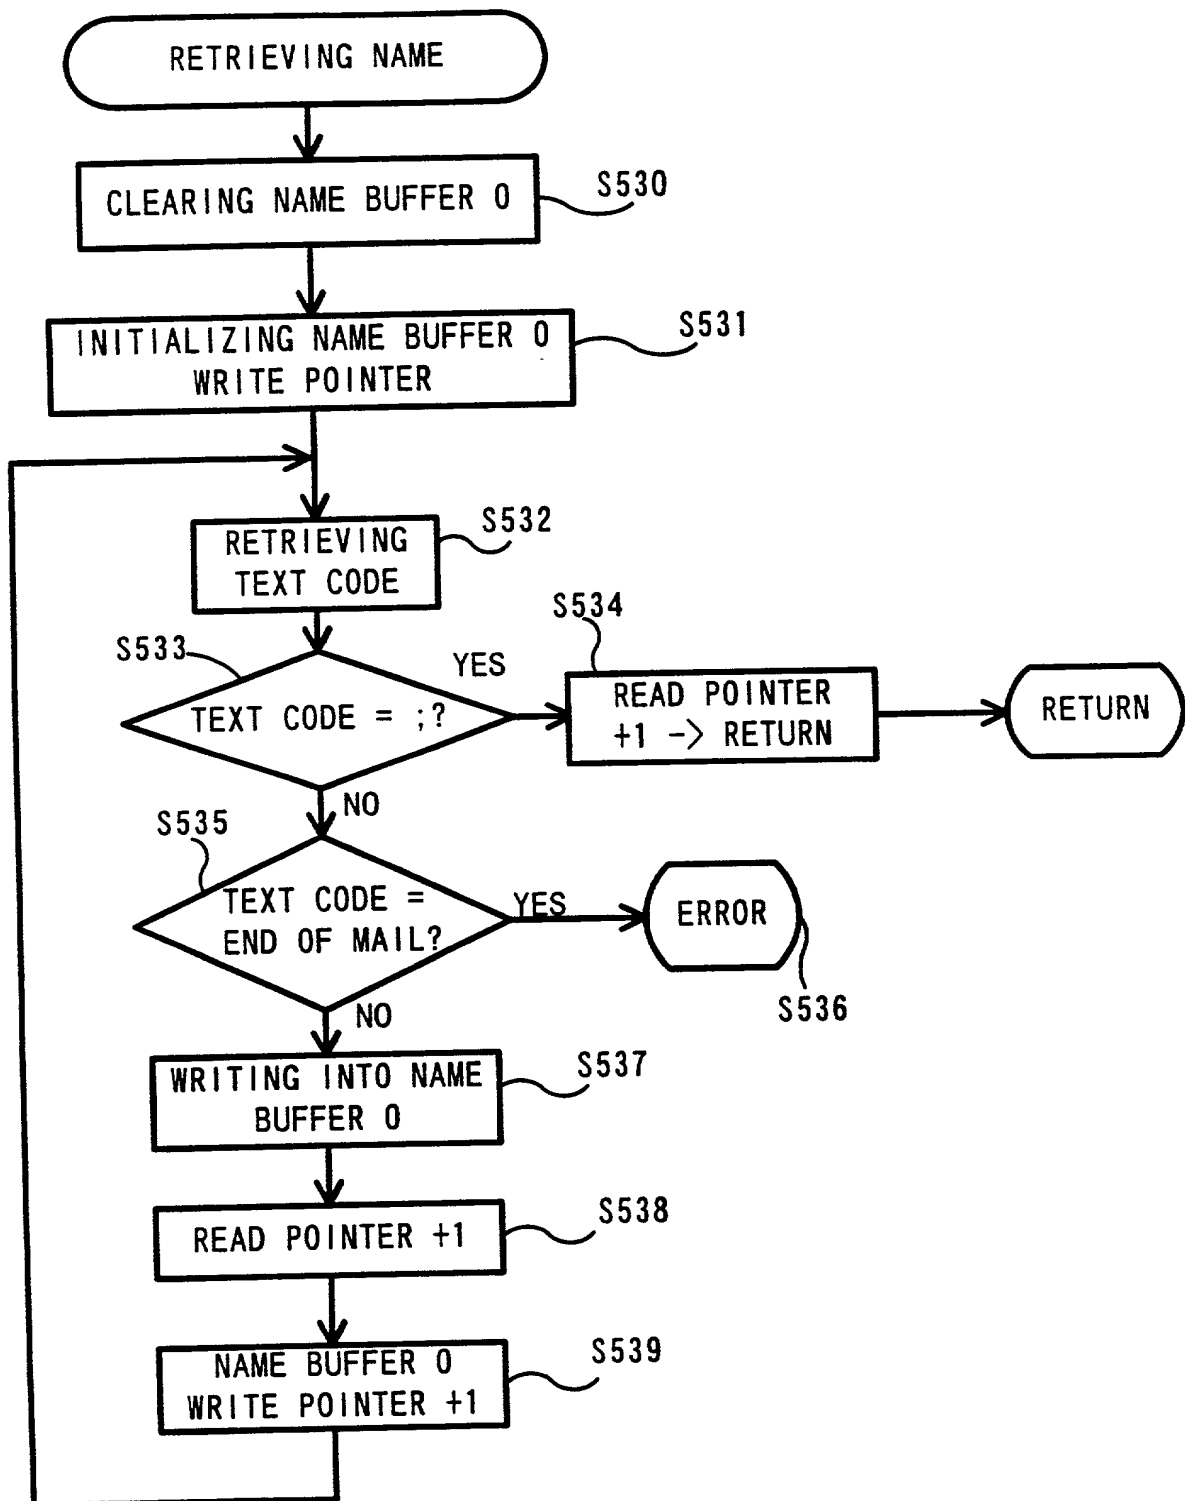 RETRIEVING NAME
CLEARING NAME BUFFER 0
S530
INITIALIZING NAME BUFFER 0
WRITE POINTER
S531
RETRIEVING
TEXT CODE
S532
S533
TEXT CODE = ;?
YES
S534
READ POINTER
+1 -> RETURN
RETURN
NO
S535
TEXT CODE =
END OF MAIL?
YES
ERROR
S536
NO
WRITING INTO NAME
BUFFER 0
S537
READ POINTER +1
S538
NAME BUFFER 0
WRITE POINTER +1
S539